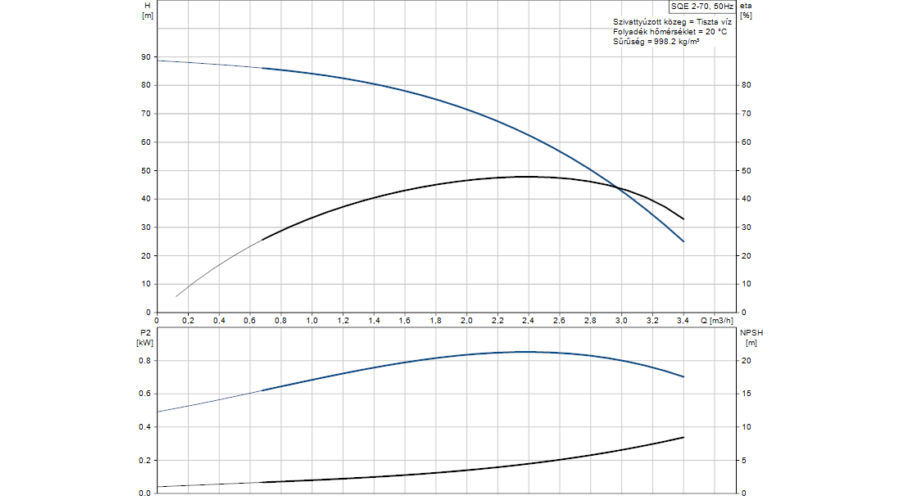 H
[m]
SQE 2-70, 50Hz
eta
[%]
Szivattyúzott közeg = Tiszta víz
Folyadék hőmérséklet = 20 °C
Sűrűség = 998.2 kg/m³
90
80
70
60
50
40
30
20
10
0
80
70
60
50
40
30
20
10
0
0 0.2 0.4 0.6 0.8 1.0 1.2 1.4 1.6 1.8 2.0 2.2 2.4 2.6 2.8 3.0 3.2 3.4 Q [m3/h]
P2
[kW]
NPSH
[m]
0.8
0.6
0.4
0.2
0.0
20
15
10
5
0